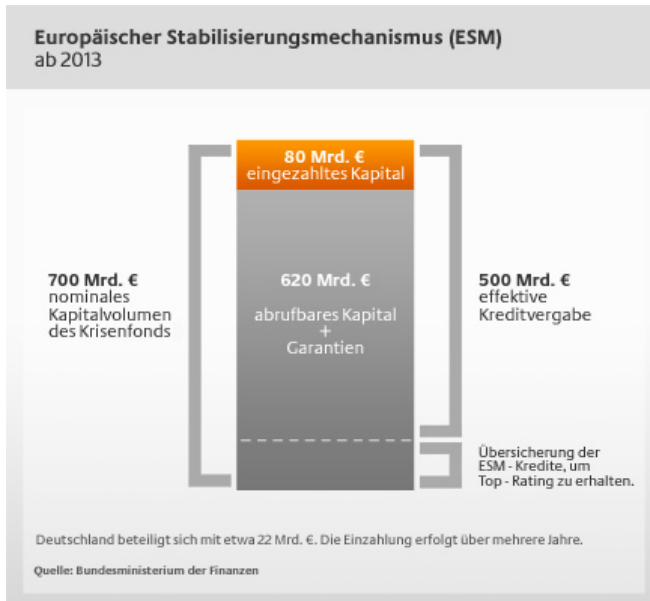 Europäischer Stabilisierungsmechanismus (ESM)
ab 2013
80 Mrd. €
eingezahltes Kapital
700 Mrd. €
nominales
Kapitalvolumen
des Krisenfonds
620 Mrd. €
abrufbares Kapital
+
Garantien
500 Mrd. €
effektive
Kreditvergabe
Übersicherung der
ESM - Kredite, um
Top - Rating zu erhalten.
Deutschland beteiligt sich mit etwa 22 Mrd. €. Die Einzahlung erfolgt über mehrere Jahre.
Quelle: Bundesministerium der Finanzen